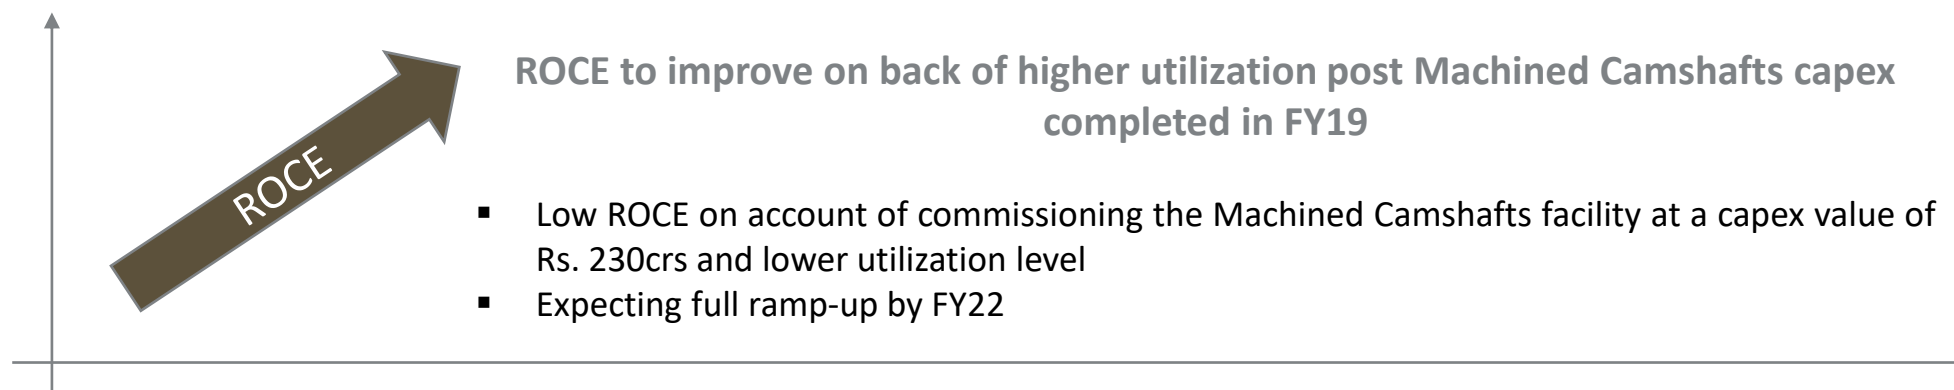 ROCE
ROCE to improve on back of higher utilization post Machined Camshafts capex
completed in FY19
▪ Low ROCE on account of commissioning the Machined Camshafts facility at a capex value of
Rs. 230crs and lower utilization level
▪ Expecting full ramp-up by FY22